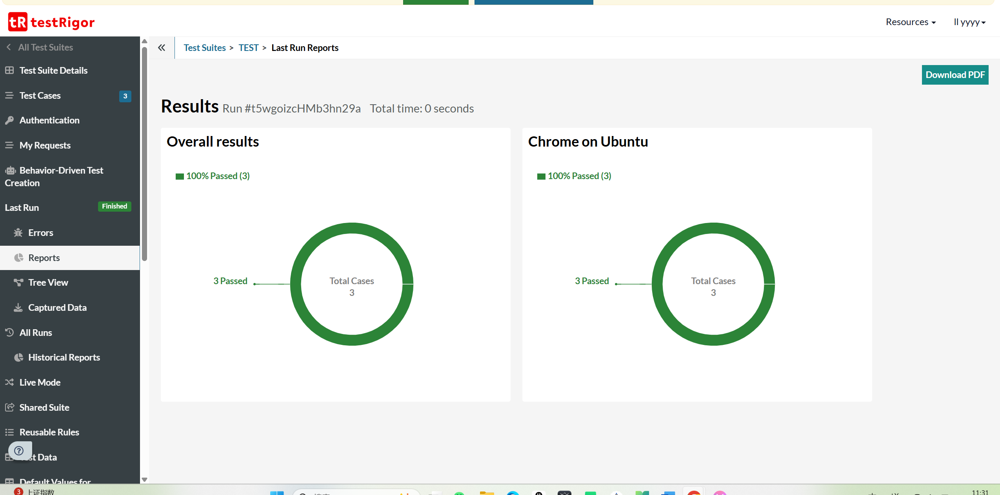 tR testRigor
Resources
ll yyyy
All Test Suites
Test Suite Details
Test Cases 3
Authentication
My Requests
Behavior-Driven Test
Creation
Last Run Finished
Errors
Reports
Tree View
Captured Data
All Runs
Historical Reports
Live Mode
Shared Suite
Reusable Rules
st Data
Default Values for
Test Suites > TEST > Last Run Reports
Download PDF
Results Run #t5wgoizcHMb3hn29a Total time: 0 seconds
Overall results
100% Passed (3)
3 Passed
Total Cases
3
Chrome on Ubuntu
100% Passed (3)
3 Passed
Total Cases
3
3 上证指数
11:31